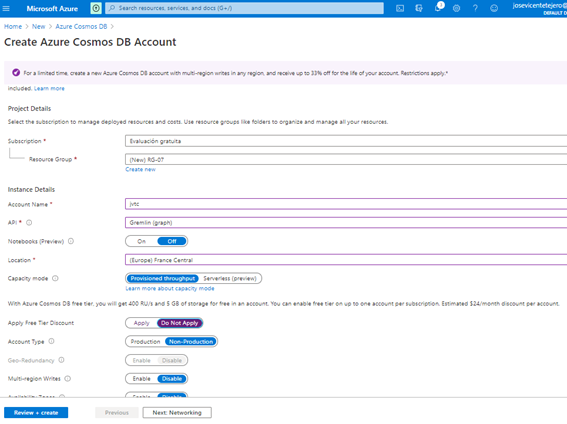 Microsoft Azure
Search resources, services, and docs (G+/)
1
josevicentetejero@
DEFAULT D
Home > New > Azure Cosmos DB >
Create Azure Cosmos DB Account
For a limited time, create a new Azure Cosmos DB account with multi-region writes in any region, and receive up to 33% off for the life of your account. Restrictions apply.*
included. Learn more
Project Details
Select the subscription to manage deployed resources and costs. Use resource groups like folders to organize and manage all your resources.
Subscription * Evaluación gratuita
Resource Group * (New) RG-07
Create new
Instance Details
Account Name * jvtc
API * Gremlin (graph)
Notebooks (Preview) On Off
Location * (Europe) France Central
Capacity mode Provisioned throughput Serverless (preview)
Learn more about capacity mode
With Azure Cosmos DB free tier, you will get 400 RU/s and 5 GB of storage for free in an account. You can enable free tier on up to one account per subscription. Estimated $24/month discount per account.
Apply Free Tier Discount Apply Do Not Apply
Account Type Production Non-Production
Geo-Redundancy Enable Disable
Multi-region Writes Enable Disable
Availability Zones Enable Disable
Review + create Previous Next: Networking